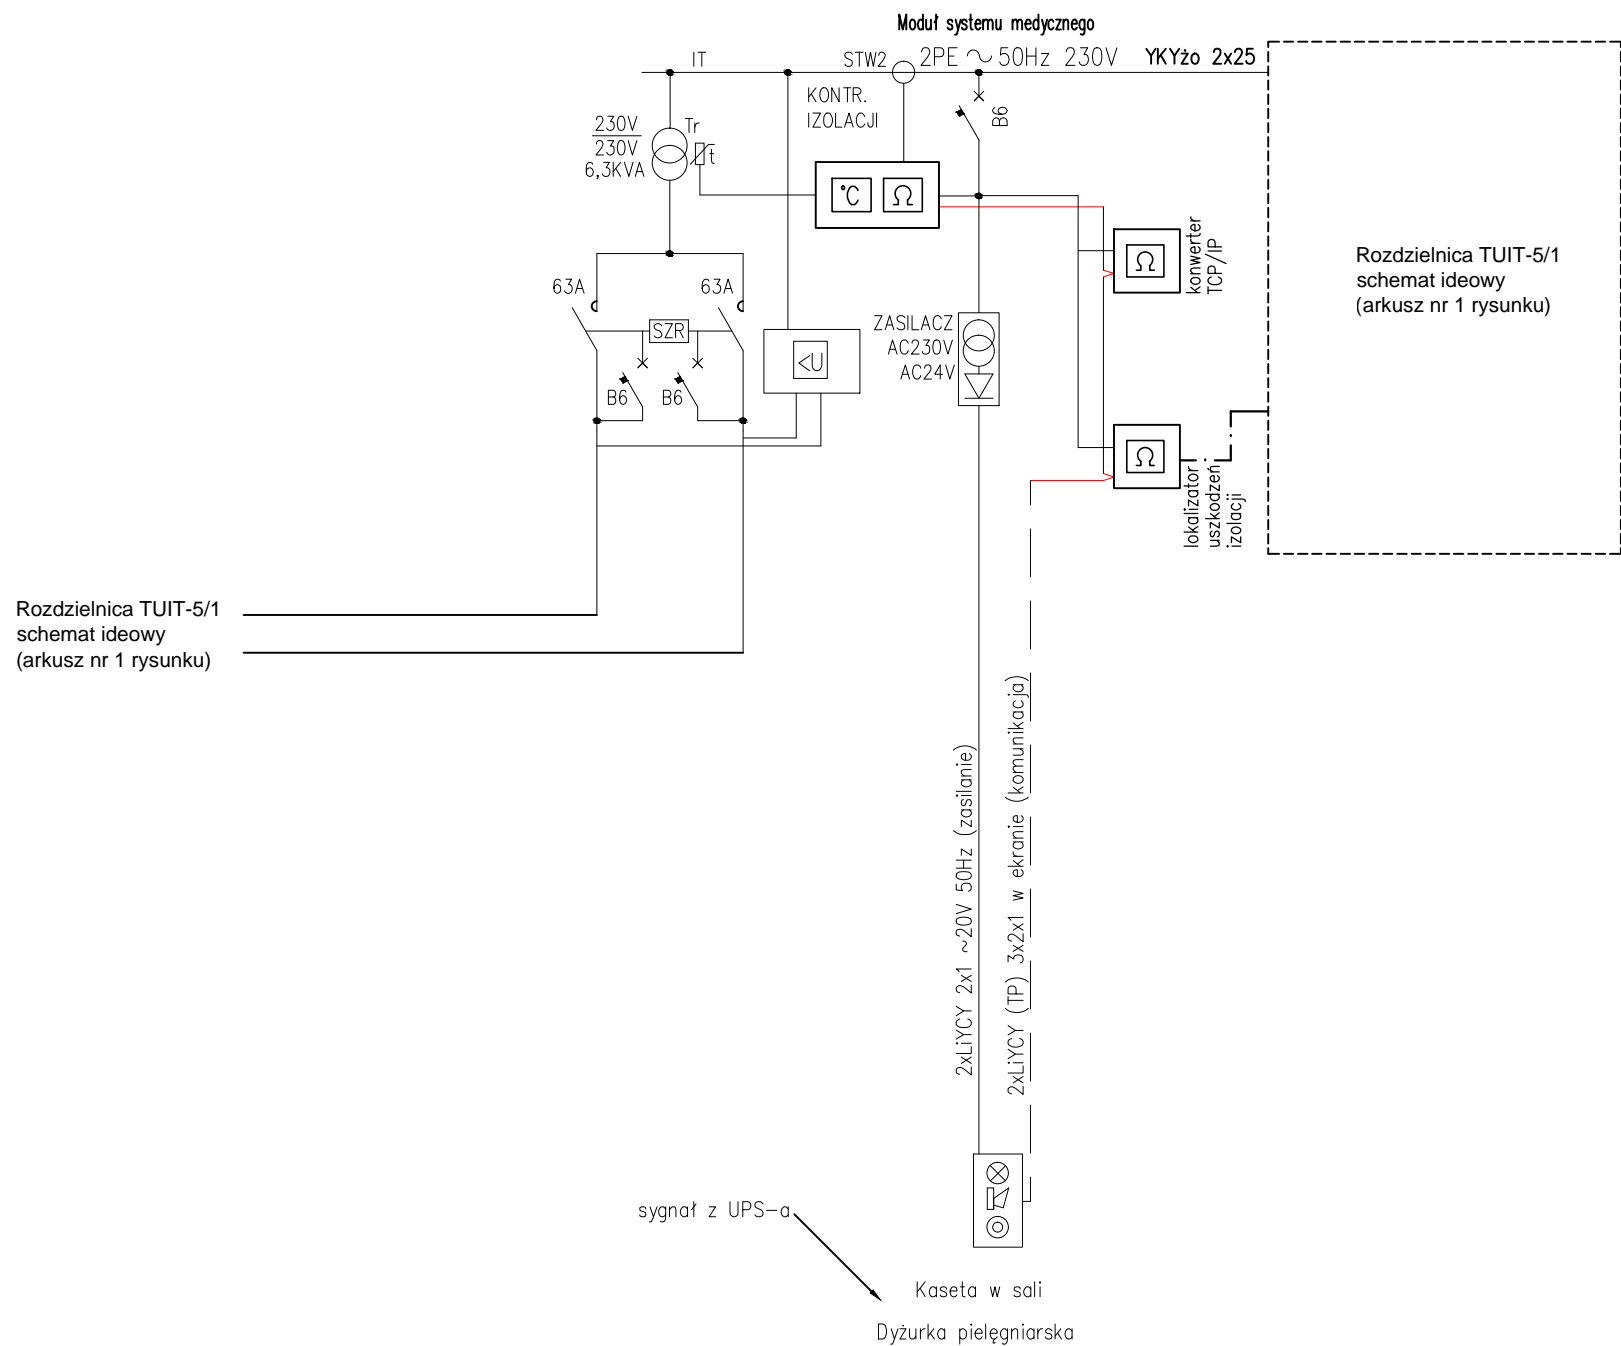 Moduł systemu medycznego
IT
STW2
2PE ~ 50Hz 230V
YKYżo 2x25
KONTR.
IZOLACJI
B6
230V
230V
6,3KVA
Tr
t
°C
Ω
konwerter
TCP/IP
Ω
Rozdzielnica TUIT-5/1
schemat ideowy
(arkusz nr 1 rysunku)
63A
63A
SZR
<U
ZASILACZ
AC230V
AC24V
B6
B6
Ω
lokalizator
uszkodzeń
izolacji
Rozdzielnica TUIT-5/1
schemat ideowy
(arkusz nr 1 rysunku)
2xLiYCY 2x1 ~20V 50Hz (zasilanie)
2xLiYCY (TP) 3x2x1 w ekranie (komunikacja)
sygnał z UPS-a
Kaseta w sali
Dyżurka pielęgniarska